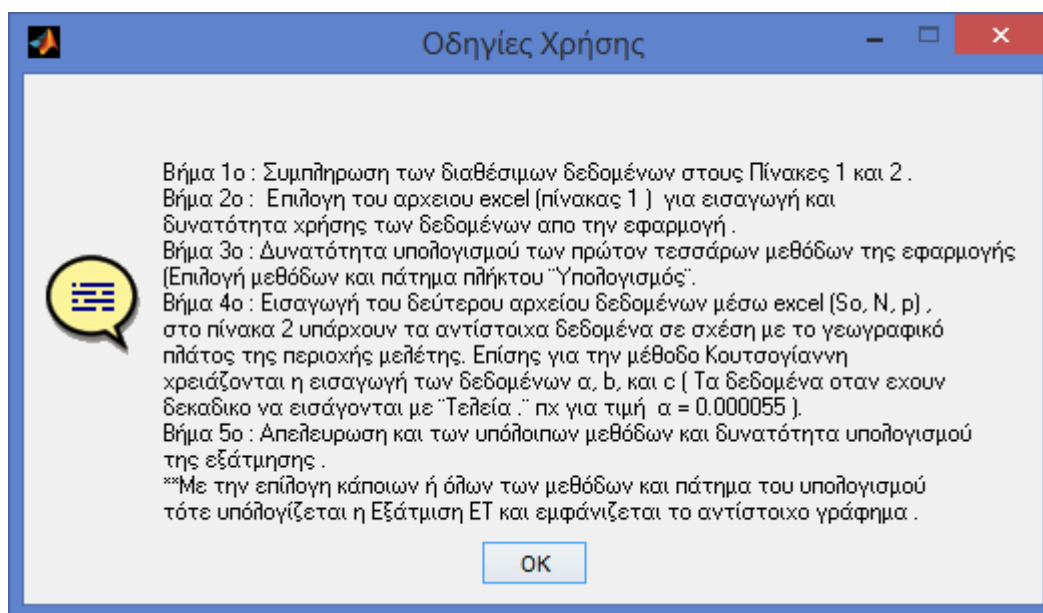 Οδηγίες Χρήσης
Βήμα 1ο : Συμπληρωση των διαθέσιμων δεδομένων στους Πίνακες 1 και 2 .
Βήμα 2ο :  Επιλογη του αρχειου excel (πίνακας 1 )  για εισαγωγή και
δυνατότητα χρήσης των δεδομένων απο την εφαρμογή .
Βήμα 3ο : Δυνατότητα υπολογισμού των πρώτον τεσσάρων μεθόδων της εφαρμογής
(Επιλογή μεθόδων και πάτημα πλήκτου ¨Υπολογισμός¨.
Βήμα 4ο : Εισαγωγή του δεύτερου αρχείου δεδομένων μέσω excel (So, N, p) ,
στο πίνακα 2 υπάρχουν τα αντίστοιχα δεδομένα σε σχέση με το γεωγραφικό
πλάτος της περιοχής μελέτης. Επίσης για την μέθοδο Κουτσογίαννη
χρειάζονται η εισαγωγή των δεδομένων α, b, και c ( Τα δεδομένα οταν εχουν
δεκαδικο να εισάγονται με ¨Τελεία .¨ πχ για τιμή  α = 0.000055 ).
Βήμα 5ο : Απελευρωση και των υπόλοιπων μεθόδων και δυνατότητα υπολογισμού
της εξάτμησης .
**Με την επίλογη κάποιων ή όλων των μεθόδων και πάτημα του υπολογισμού
τότε υπόλογίζεται η Εξάτμιση ET και εμφάνιζεται το αντίστοιχο γράφημα .
OK